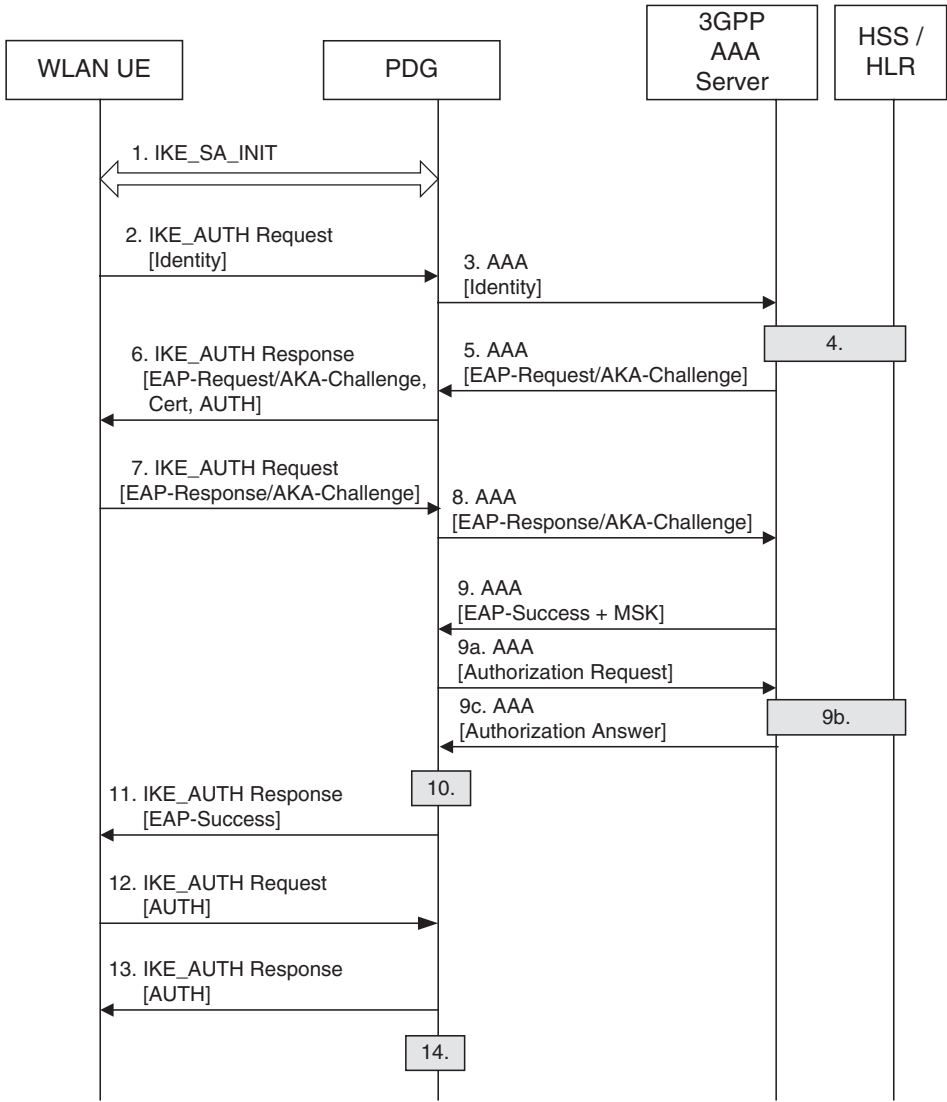 WLAN UE
PDG
3GPP
AAA
Server
HSS /
HLR
1. IKE_SA_INIT
2. IKE_AUTH Request
[Identity]
3. AAA
[Identity]
4.
5. AAA
[EAP-Request/AKA-Challenge]
6. IKE_AUTH Response
[EAP-Request/AKA-Challenge,
Cert, AUTH]
7. IKE_AUTH Request
[EAP-Response/AKA-Challenge]
8. AAA
[EAP-Response/AKA-Challenge]
9. AAA
[EAP-Success + MSK]
9a. AAA
[Authorization Request]
9b.
9c. AAA
[Authorization Answer]
10.
11. IKE_AUTH Response
[EAP-Success]
12. IKE_AUTH Request
[AUTH]
13. IKE_AUTH Response
[AUTH]
14.